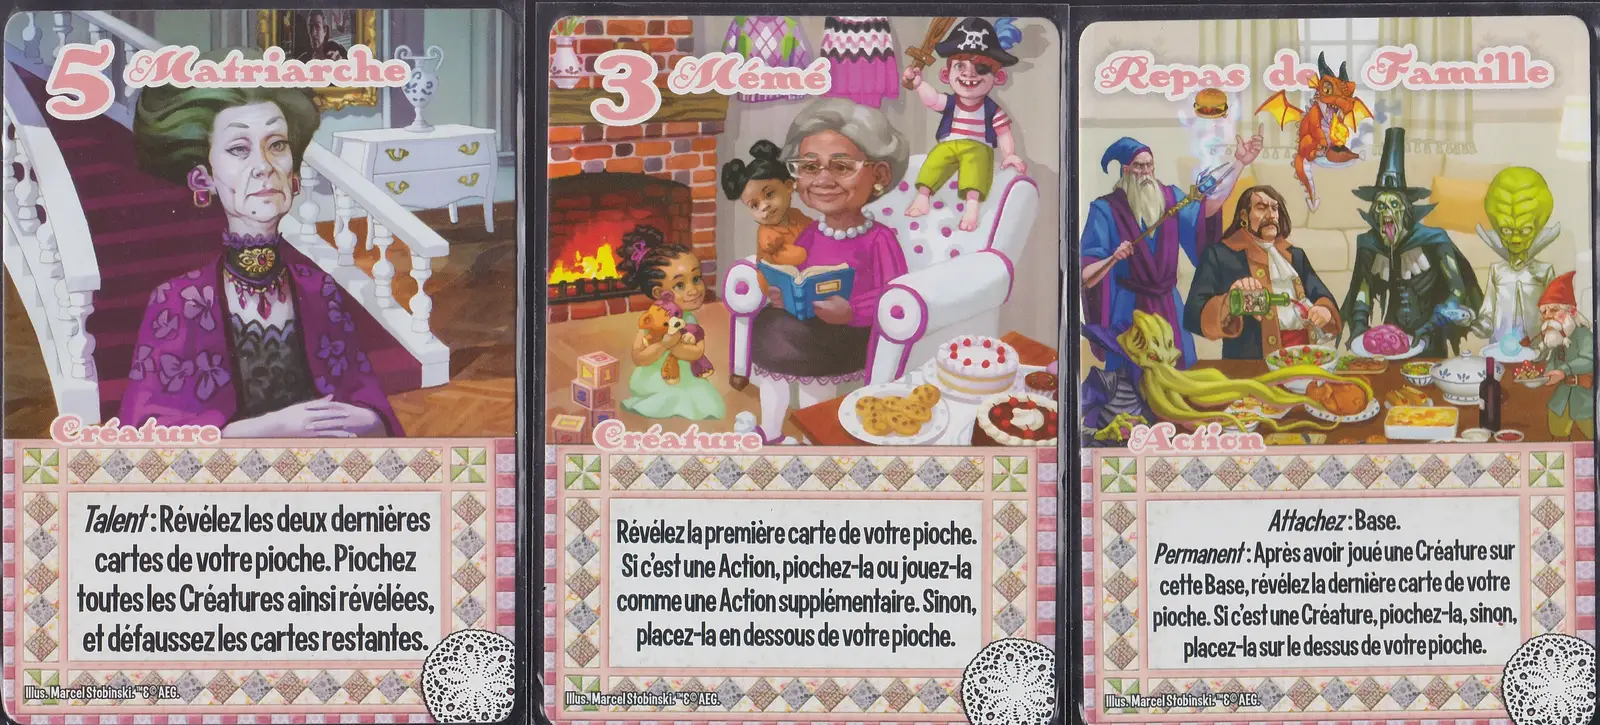 5 Matriarche
Créature
Talent : Révélez les deux dernières
cartes de votre pioche. Piochez
toutes les Créatures ainsi révélées,
et défaussez les cartes restantes.
Illus. Marcel Stobinski.™&© AEG.
3 Mémé
Créature
Révélez la première carte de votre pioche.
Si c'est une Action, piochez-la ou jouez-la
comme une Action supplémentaire. Sinon,
placez-la en dessous de votre pioche.
Illus. Marcel Stobinski.™&© AEG.
Repas de Famille
Action
Attachez : Base.
Permanent : Après avoir joué une Créature sur
cette Base, révélez la dernière carte de votre
pioche. Si c'est une Créature, piochez-la, sinon,
placez-la sur le dessus de votre pioche.
Illus. Marcel Stobinski.™&© AEG.